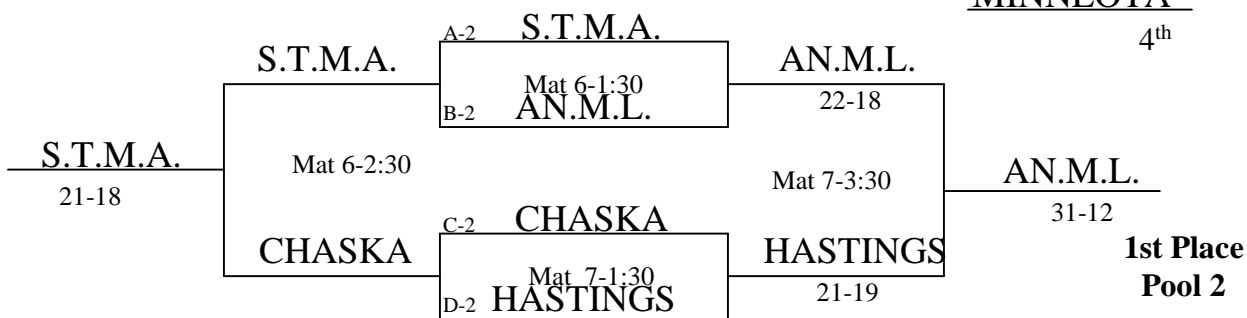 MINNEOTA
4th
A-2 S.T.M.A.
S.T.M.A.
AN.M.L.
Mat 6-1:30
22-18
B-2 AN.M.L.
S.T.M.A.
21-18
Mat 6-2:30
Mat 7-3:30
AN.M.L.
31-12
C-2 CHASKA
CHASKA
HASTINGS
Mat 7-1:30
21-19
D-2 HASTINGS
1st Place
Pool 2